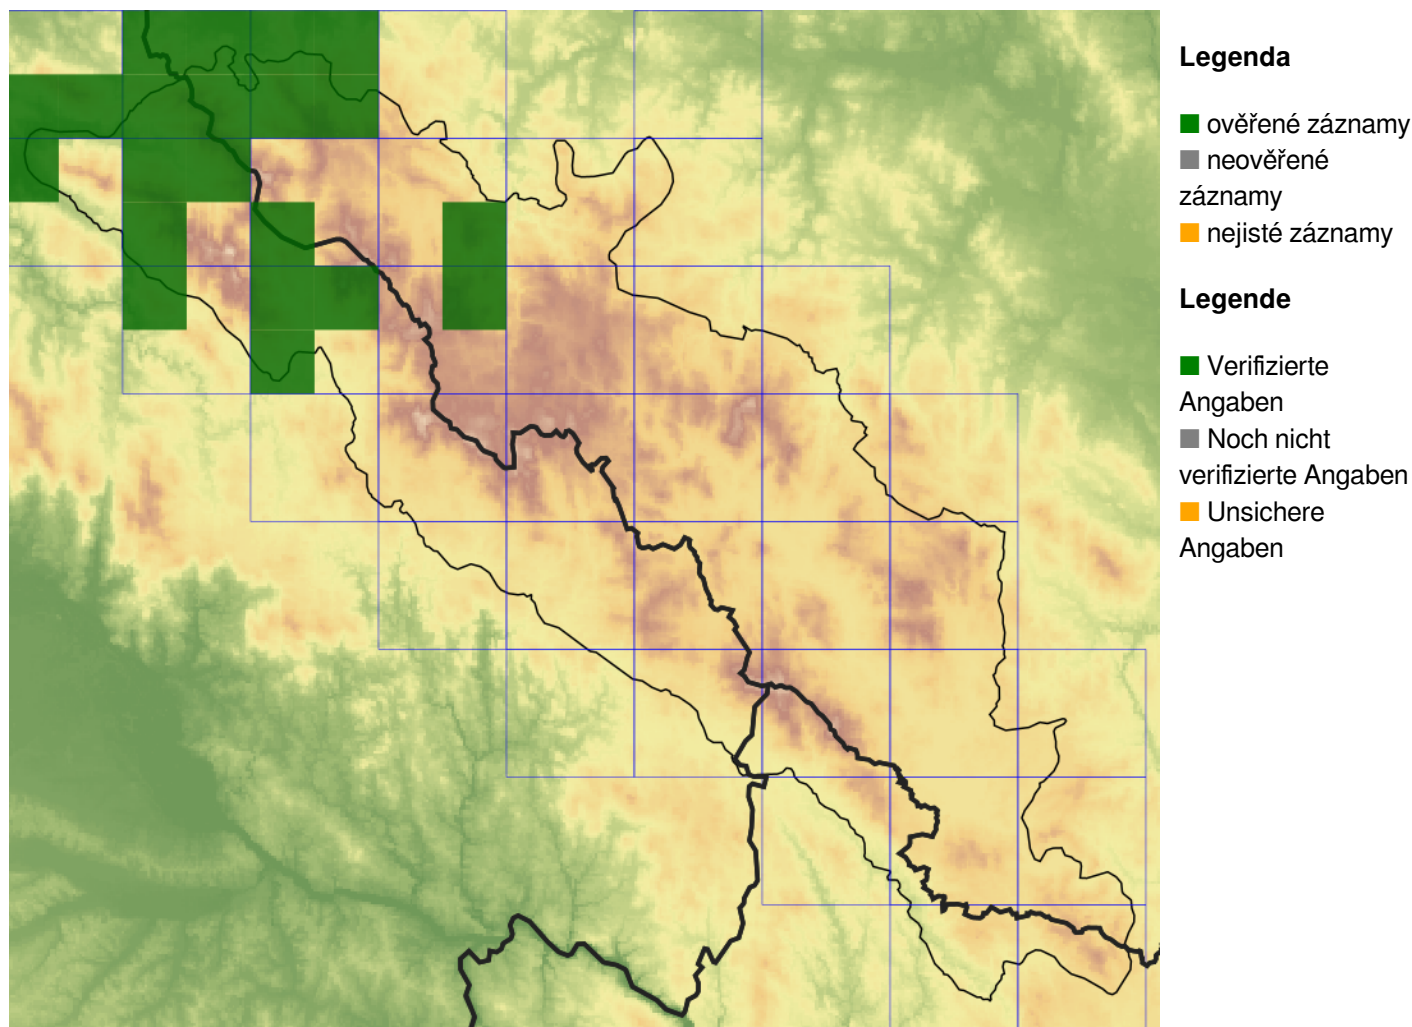 Legenda
ověřené záznamy
neověřené
záznamy
nejisté záznamy
Legende
Verifizierte
Angaben
Noch nicht
verifizierte Angaben
Unsichere
Angaben